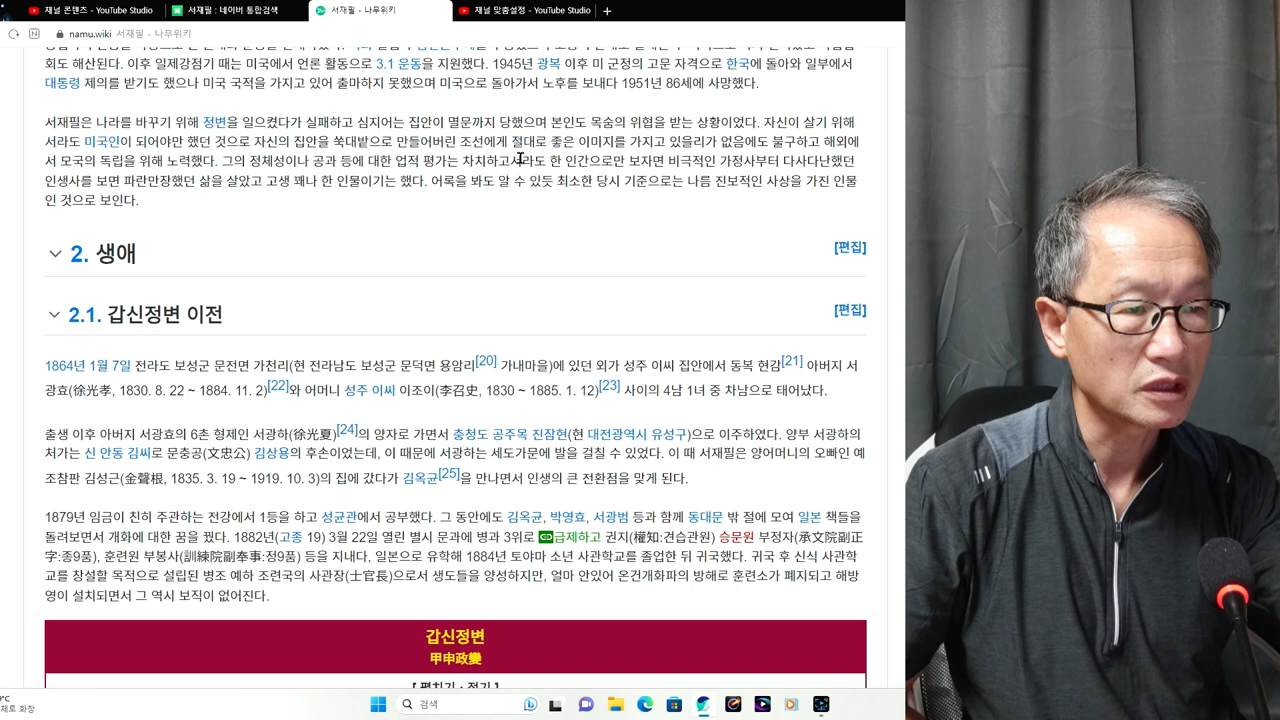 재널 콘텐츠 - YouTube Studio
서재필 : 네이버 통합검색
서재필 - 나무위키
재널 맞춤설정 - YouTube Studio
namu.wiki 서재필 - 나무위키
회도 해산된다. 이후 일제강점기 때는 미국에서 언론 활동으로 3.1 운동을 지원했다. 1945년 광복 이후 미 군정의 고문 자격으로 한국에 돌아와 일부에서
대통령 제의를 받기도 했으나 미국 국적을 가지고 있어 출마하지 못했으며 미국으로 돌아가서 노후를 보내다 1951년 86세에 사망했다.
서재필은 나라를 바꾸기 위해 정변을 일으켰다가 실패하고 심지어는 집안이 멸문까지 당했으며 본인도 목숨의 위협을 받는 상황이었다. 자신이 살기 위해
서라도 미국인이 되어야만 했던 것으로 자신의 집안을 쑥대밭으로 만들어버린 조선에게 절대로 좋은 이미지를 가지고 있을리가 없음에도 불구하고 해외에
서 모국의 독립을 위해 노력했다. 그의 정체성이나 공과 등에 대한 업적 평가는 차치하고서라도 한 인간으로만 보자면 비극적인 가정사부터 다사다난했던
인생사를 보면 파란만장했던 삶을 살았고 고생 꽤나 한 인물이기는 했다. 어록을 봐도 알 수 있듯 최소한 당시 기준으로는 나름 진보적인 사상을 가진 인물
인 것으로 보인다.
2. 생애 [편집]
2.1. 갑신정변 이전 [편집]
1864년 1월 7일 전라도 보성군 문전면 가천리(현 전라남도 보성군 문덕면 용암리[20] 가내마을)에 있던 외가 성주 이씨 집안에서 동복 현감[21] 아버지 서
광효(徐光孝, 1830. 8. 22 ~ 1884. 11. 2)[22]와 어머니 성주 이씨 이조이(李召史, 1830 ~ 1885. 1. 12)[23] 사이의 4남 1녀 중 차남으로 태어났다.
출생 이후 아버지 서광효의 6촌 형제인 서광하(徐光夏)[24]의 양자로 가면서 충청도 공주목 진잠현(현 대전광역시 유성구)으로 이주하였다. 양부 서광하의
처가는 신 안동 김씨로 문충공(文忠公) 김상용의 후손이었는데, 이 때문에 서광하는 세도가문에 발을 걸칠 수 있었다. 이 때 서재필은 양어머니의 오빠인 예
조참판 김성근(金聲根, 1835. 3. 19 ~ 1919. 10. 3)의 집에 갔다가 김옥균[25]을 만나면서 인생의 큰 전환점을 맞게 된다.
1879년 임금이 친히 주관하는 전강에서 1등을 하고 성균관에서 공부했다. 그 동안에도 김옥균, 박영효, 서광범 등과 함께 동대문 밖 절에 모여 일본 책들을
돌려보면서 개화에 대한 꿈을 꿨다. 1882년(고종 19) 3월 22일 열린 별시 문과에 병과 3위로 급제하고 권지(權知:견습관원) 승문원 부정자(承文院副正
字:종9품), 훈련원 부봉사(訓練院副奉事:정9품) 등을 지내다, 일본으로 유학해 1884년 토야마 소년 사관학교를 졸업한 뒤 귀국했다. 귀국 후 신식 사관학
교를 창설할 목적으로 설립된 병조 예하 조련국의 사관장(士官長)으로서 생도들을 양성하지만, 얼마 안있어 온건개화파의 방해로 훈련소가 폐지되고 해방
영이 설치되면서 그 역시 보직이 없어진다.
갑신정변
甲申政變
[ 펼치기 · 접기 ]
검색